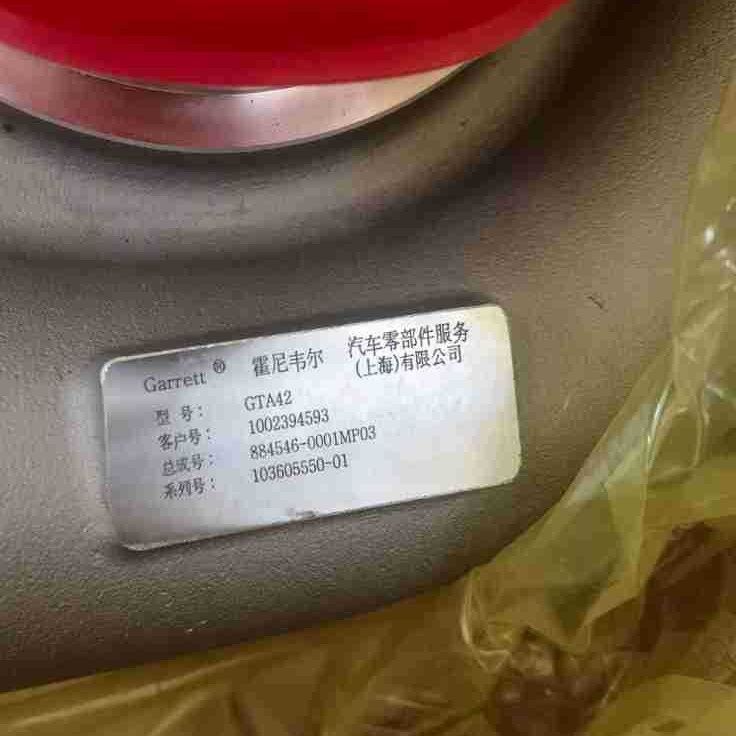 Garrett ® 霍尼韦尔 汽车零部件服务
(上海)有限公司
型 号： GTA42
客户号： 1002394593
总成号： 884546-0001MP03
系列号： 103605550-01